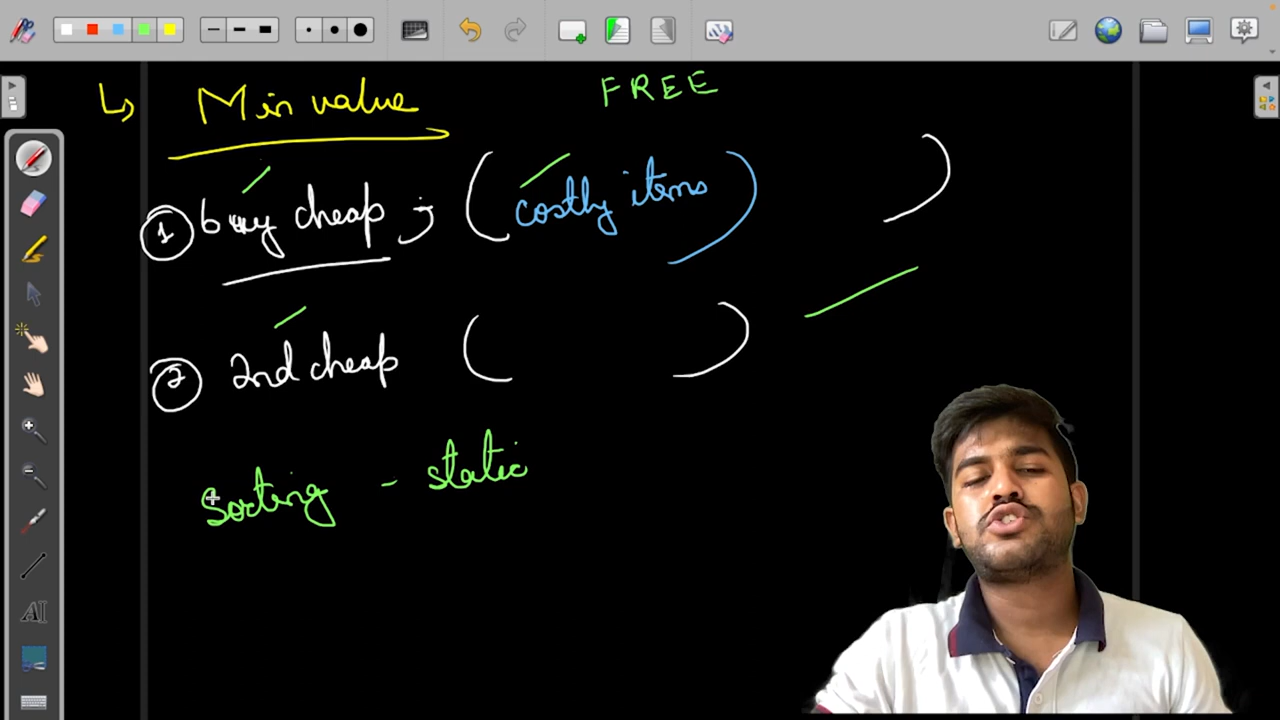 FREE
↳ Min value
① buy cheap ; ( costly items )
② 2nd cheap ( )
Sorting - static